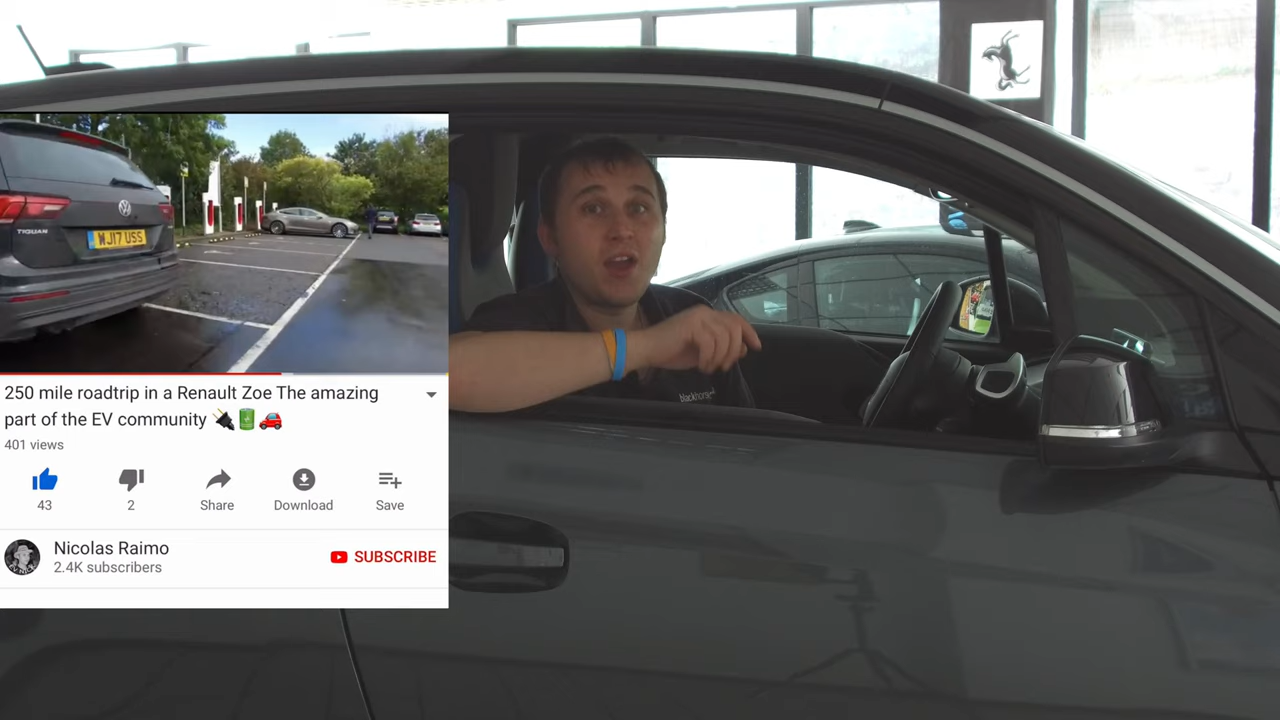 TIGUAN
WJ17 USS
250 mile roadtrip in a Renault Zoe The amazing
part of the EV community
401 views
43
2
Share
Download
Save
Nicolas Raimo
2.4K subscribers
SUBSCRIBE